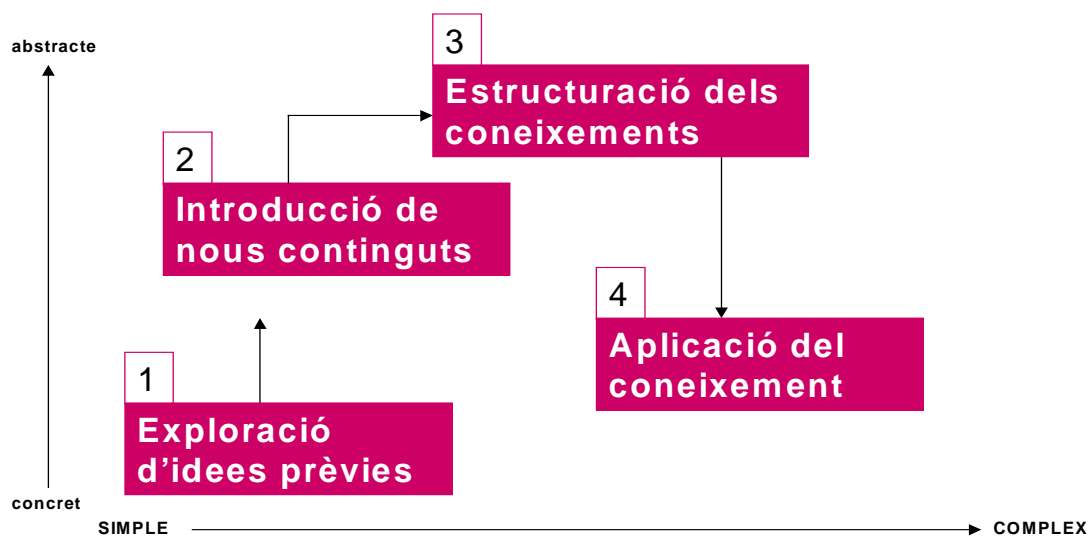 abstracte
3
Estructuració dels
coneixements
2
Introducció de
nous continguts
4
Aplicació del
coneixement
1
Exploració
d’idees prèvies
concret
SIMPLE
COMPLEX